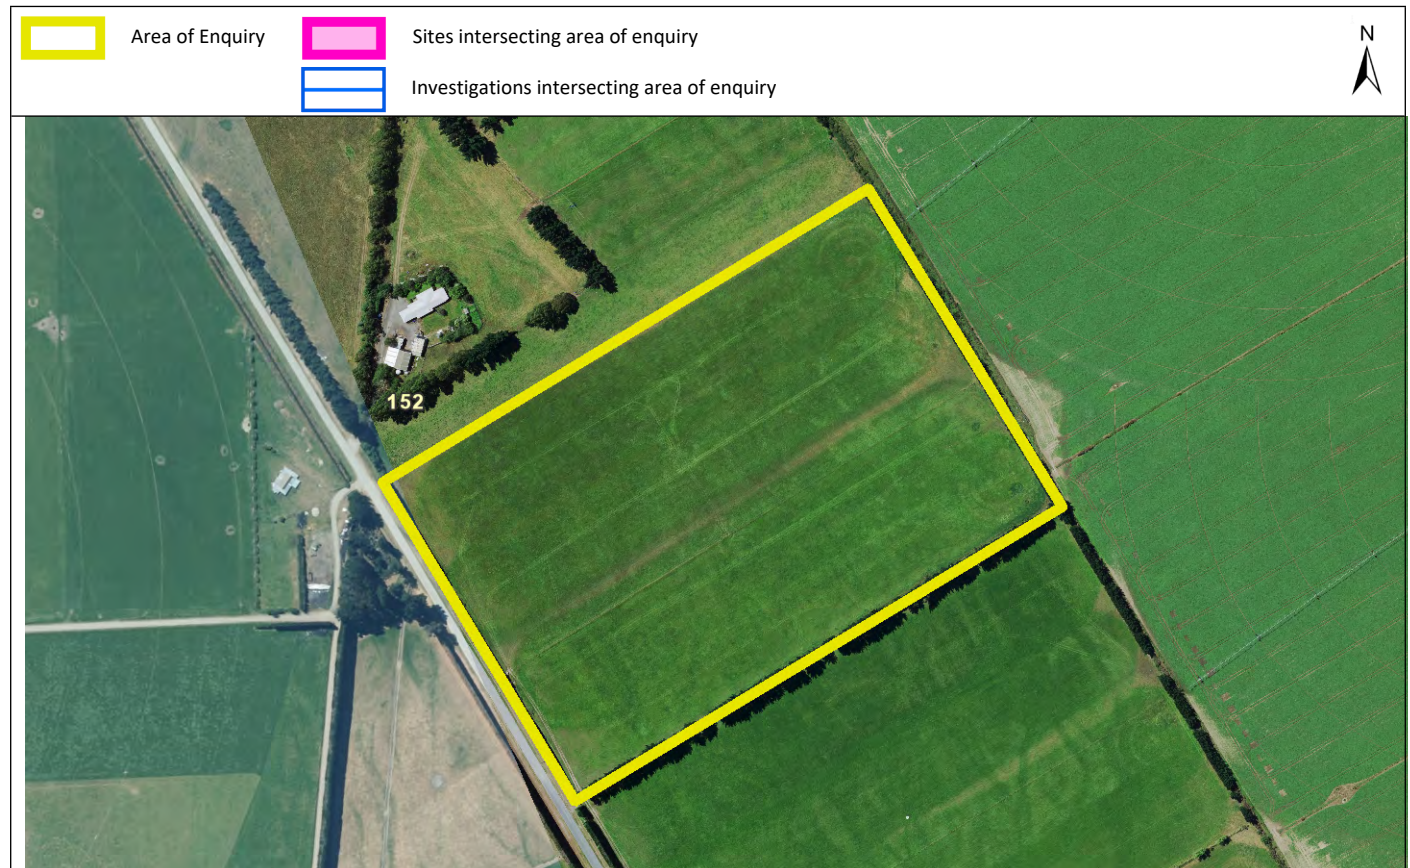 Area of Enquiry
Sites intersecting area of enquiry
N
Investigations intersecting area of enquiry
152